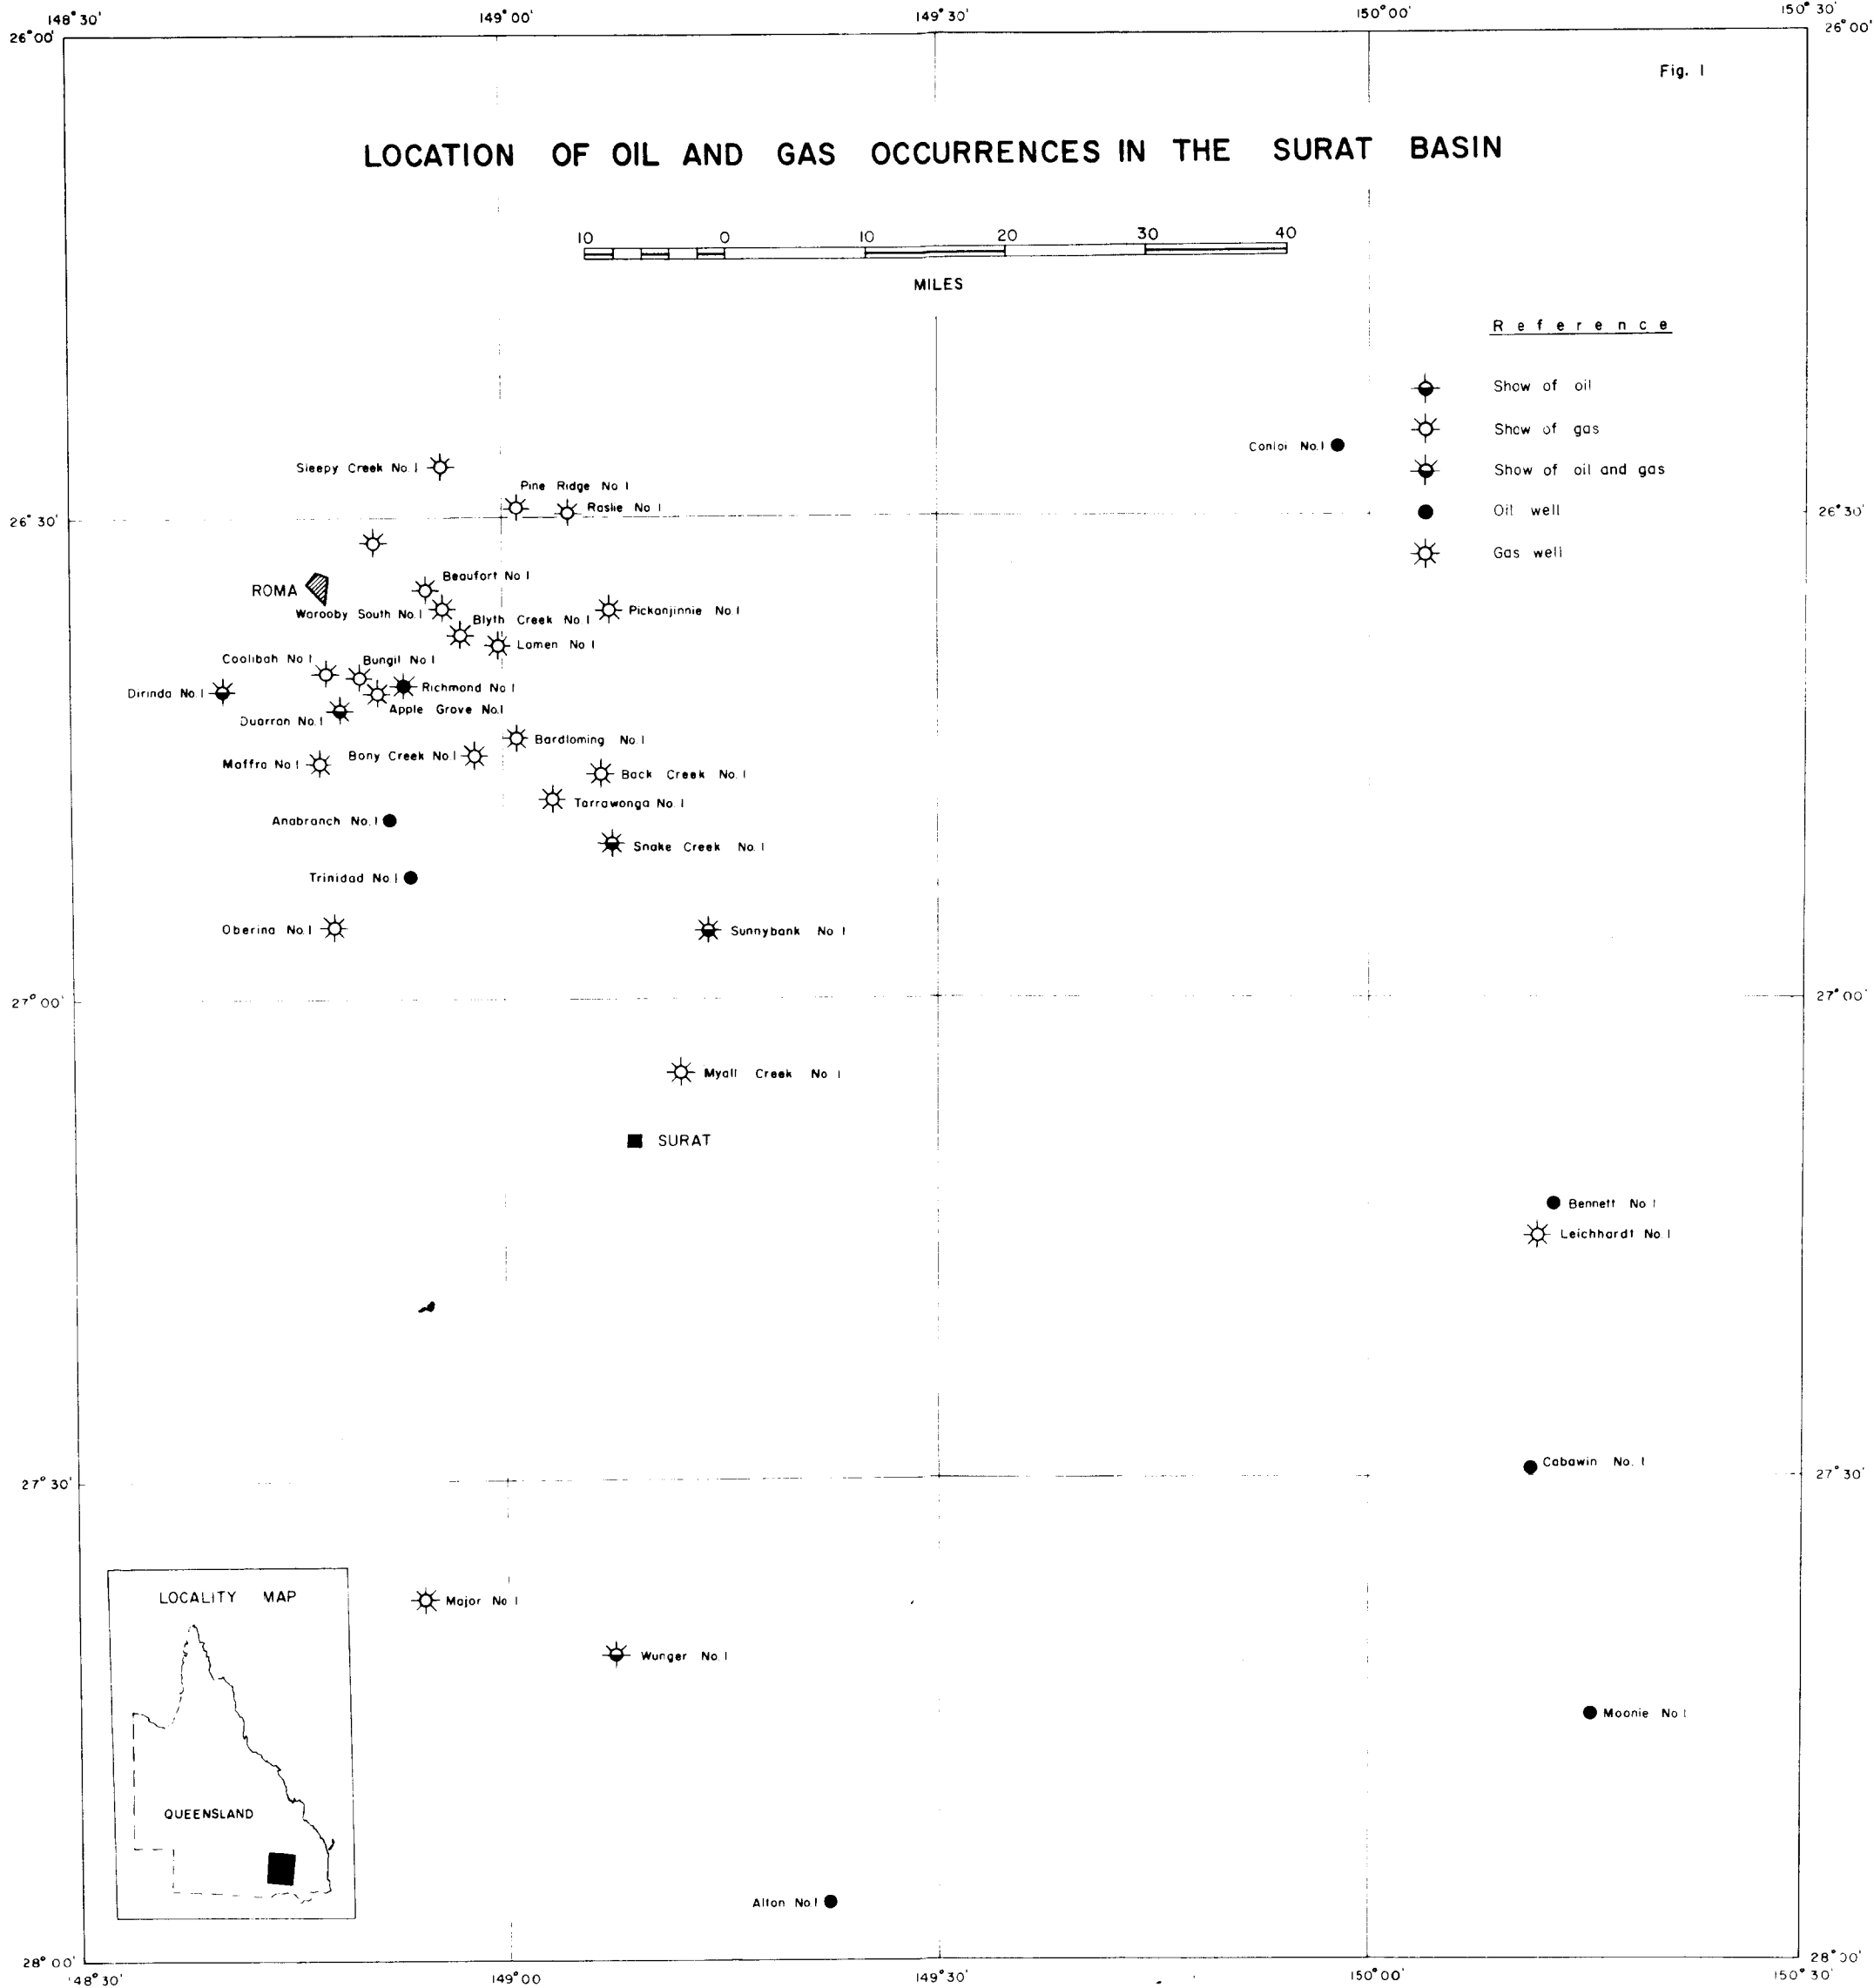 148°30'
149°00'
149°30'
150°00'
150°30'
26°00'
26°00'
Fig. 1
LOCATION OF OIL AND GAS OCCURRENCES IN THE SURAT BASIN
10 0 10 20 30 40
MILES
Reference
Show of oil
Show of gas
Show of oil and gas
Oil well
Gas well
Conloi No.1
Sleepy Creek No.1
Pine Ridge No 1
Raslie No 1
26°30'
26°30'
ROMA
Beaufort No 1
Warooby South No.1
Blyth Creek No.1
Pickanjinnie No.1
Lamen No 1
Coolibah No 1
Bungil No 1
Dirinda No.1
Richmond No 1
Apple Grove No.1
Duarran No.1
Bardloming No.1
Bony Creek No.1
Maffra No 1
Back Creek No.1
Tarrawonga No.1
Anabranch No.1
Snake Creek No.1
Trinidad No.1
Oberina No.1
Sunnybank No 1
27°00'
27°00'
Myall Creek No 1
SURAT
Bennett No 1
Leichhardt No.1
Cabawin No. 1
27°30'
27°30'
LOCALITY MAP
QUEENSLAND
Major No 1
Wunger No.1
Moonie No 1
Alton No.1
28°00'
28°00'
148°30'
149°00
149°30'
150°00'
150°30'